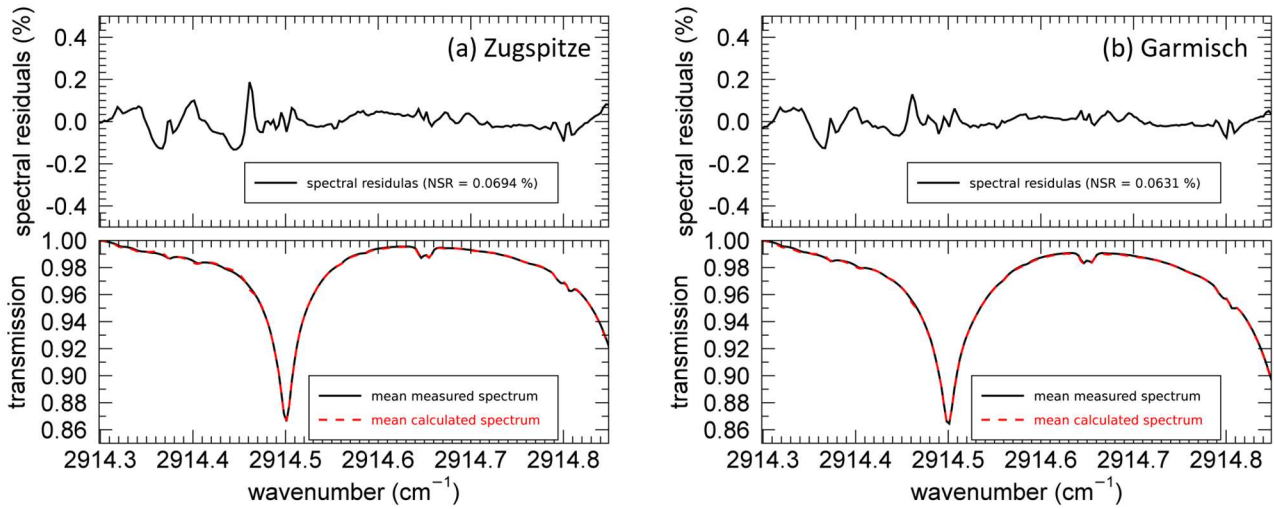 (a) Zugspitze
spectral residuals (%)
0.4
0.2
0.0
-0.2
-0.4
spectral residulas (NSR = 0.0694 %)
transmission
1.00
0.98
0.96
0.94
0.92
0.90
0.88
0.86
mean measured spectrum
mean calculated spectrum
2914.3 2914.4 2914.5 2914.6 2914.7 2914.8
wavenumber (cm⁻¹)
(b) Garmisch
spectral residuals (%)
0.4
0.2
0.0
-0.2
-0.4
spectral residulas (NSR = 0.0631 %)
transmission
1.00
0.98
0.96
0.94
0.92
0.90
0.88
0.86
mean measured spectrum
mean calculated spectrum
2914.3 2914.4 2914.5 2914.6 2914.7 2914.8
wavenumber (cm⁻¹)